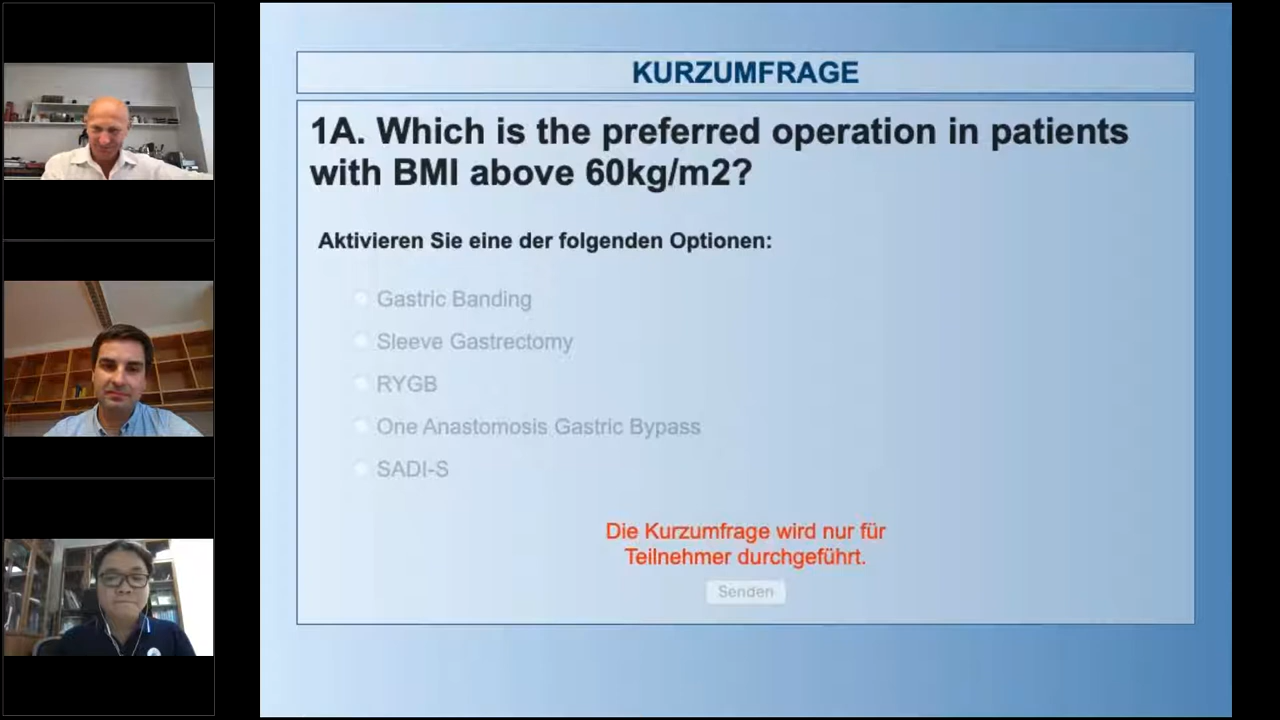 KURZUMFRAGE
1A. Which is the preferred operation in patients
with BMI above 60kg/m2?
Aktivieren Sie eine der folgenden Optionen:
Gastric Banding
Sleeve Gastrectomy
RYGB
One Anastomosis Gastric Bypass
SADI-S
Die Kurzumfrage wird nur für
Teilnehmer durchgeführt.
Senden